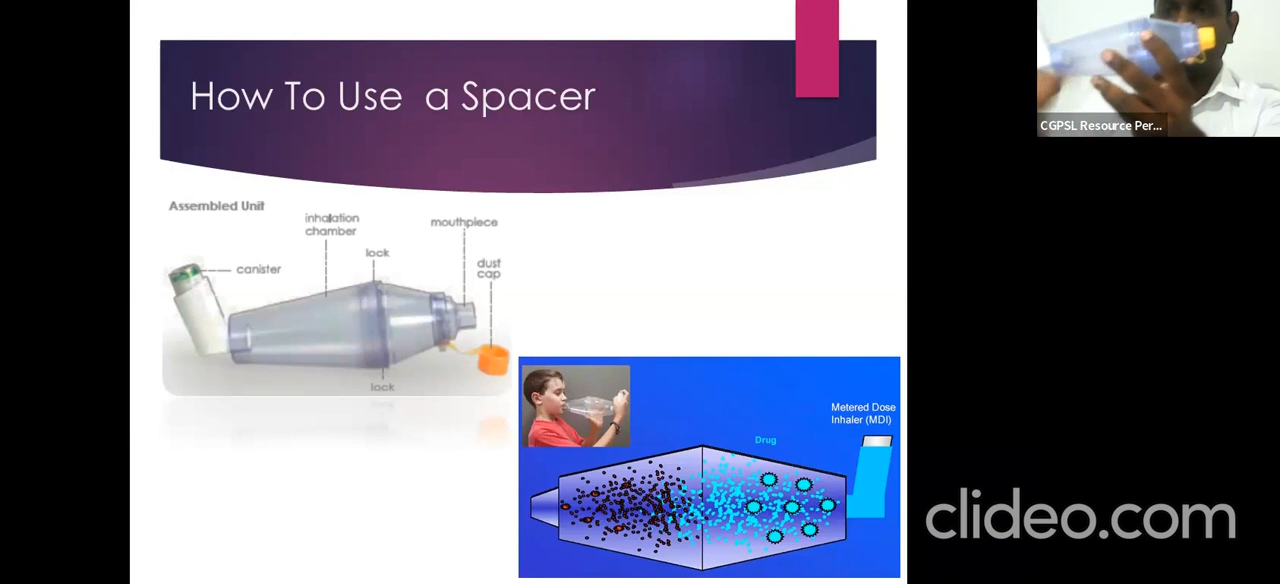 How To Use a Spacer
CGPSL Resource Per...
Assembled Unit
inhalation
chamber
mouthpiece
lock
dust
cap
canister
lock
Metered Dose
Inhaler (MDI)
Drug
clideo.com